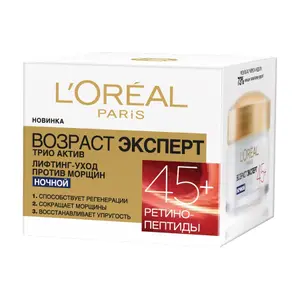 L'ORÉAL
PARIS
НОВИНКА
ВОЗРАСТ ЭКСПЕРТ
ТРИО АКТИВ
ЛИФТИНГ-УХОД
ПРОТИВ МОРЩИН
НОЧНОЙ
1. СПОСОБСТВУЕТ РЕГЕНЕРАЦИИ
2. СОКРАЩАЕТ МОРЩИНЫ
3. ВОССТАНАВЛИВАЕТ УПРУГОСТЬ
45+
РЕТИНО-
ПЕПТИДЫ